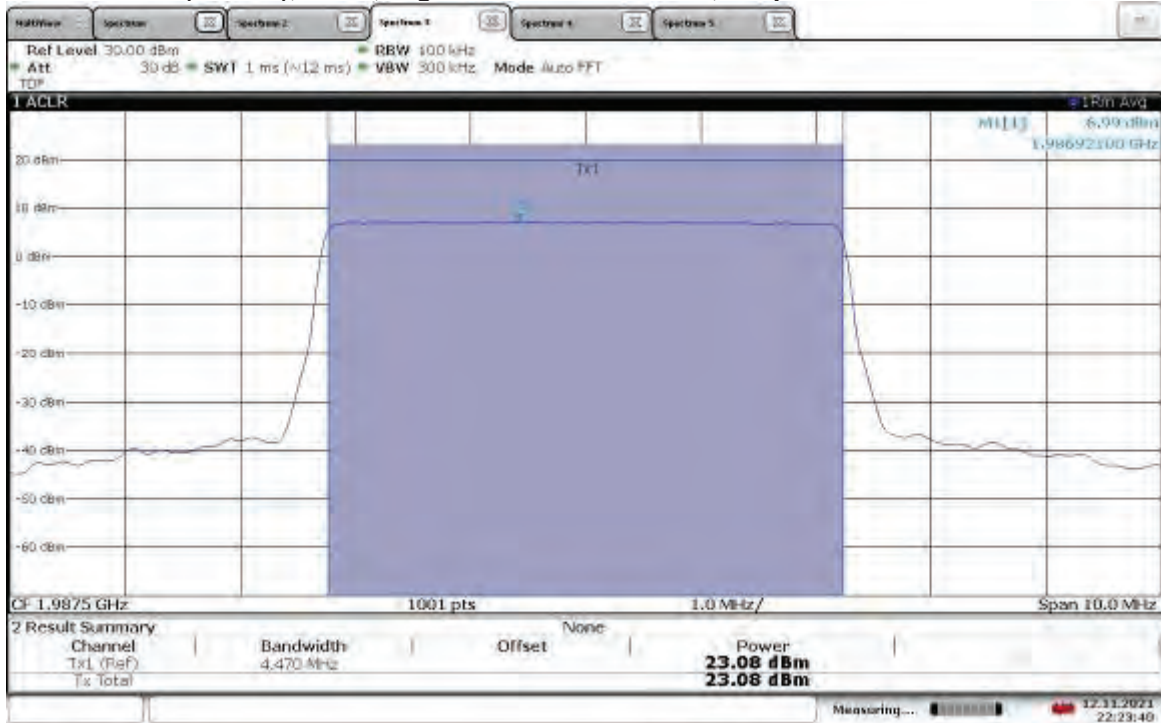 MultiView Spectrum Spectrum 2 Spectrum 3 Spectrum 4 Spectrum 5
Ref Level 30.00 dBm RBW 100 kHz
Att 30 dB SWT 1 ms (~12 ms) VBW 300 kHz Mode Auto FFT
TDF
1 ACLR 1Rm Avg
M1[1] 6.99 dBm
1.98692100 GHz
20 dBm
Tx1
10 dBm
0 dBm
-10 dBm
-20 dBm
-30 dBm
-40 dBm
-50 dBm
-60 dBm
CF 1.9875 GHz 1001 pts 1.0 MHz/ Span 10.0 MHz
2 Result Summary None
Channel Bandwidth Offset Power
Tx1 (Ref) 4.470 MHz 23.08 dBm
Tx Total 23.08 dBm
Measuring... 12.11.2021
22:23:40